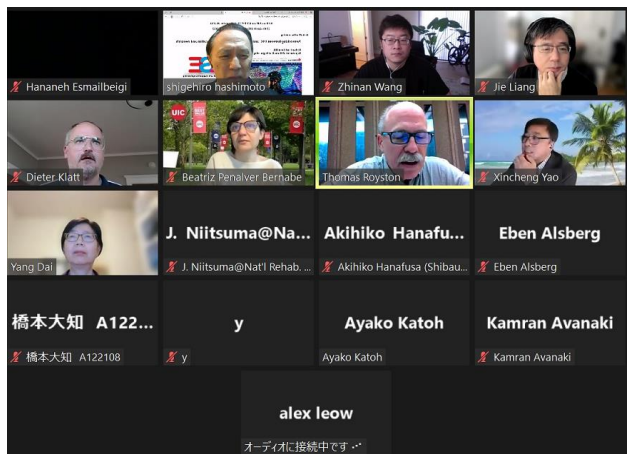 Hananeh Esmailbeigi
shigehiro hashimoto
Zhinan Wang
Jie Liang
UIC
Dieter Klatt
Beatriz Penalver Bernabe
Thomas Royston
Xincheng Yao
Yang Dai
J. Niitsuma@Na...
J. Niitsuma@Nat'l Rehab. ...
Akihiko Hanafu...
Akihiko Hanafusa (Shibau...
Eben Alsberg
Eben Alsberg
橋本大知 A122...
橋本大知 A122108
y
y
Ayako Katoh
Ayako Katoh
Kamran Avanaki
Kamran Avanaki
alex leow
オーディオに接続中です ...